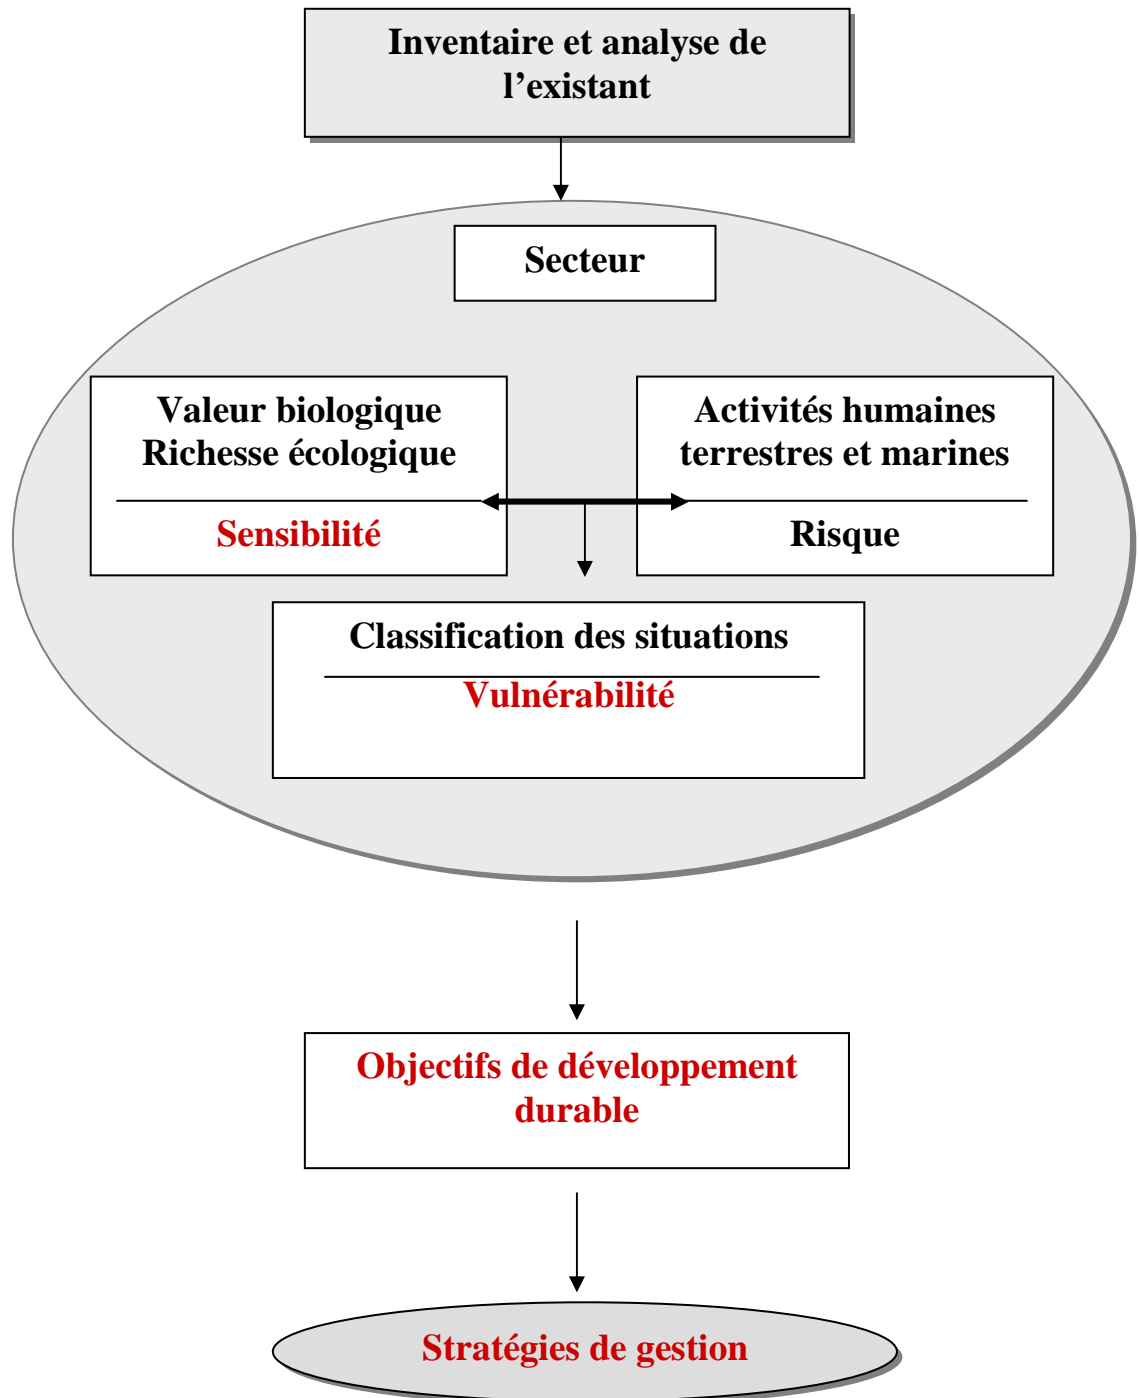 Inventaire et analyse de
l’existant
Secteur
Valeur biologique
Richesse écologique
Sensibilité
Activités humaines
terrestres et marines
Risque
Classification des situations
Vulnérabilité
Objectifs de développement
durable
Stratégies de gestion